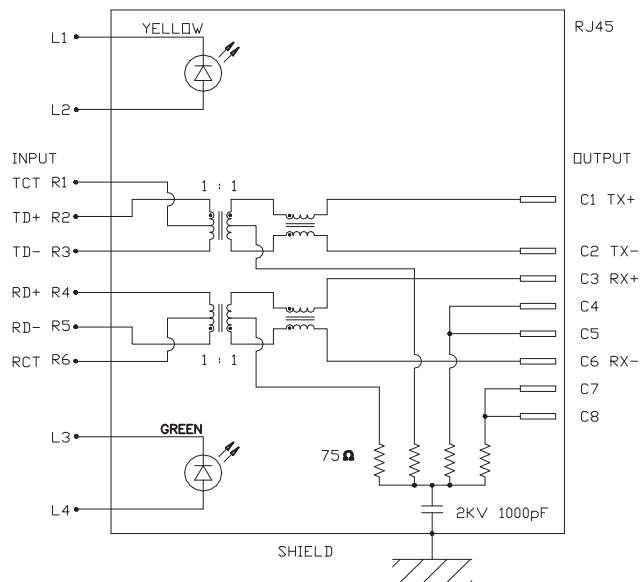 L1
YELLOW
RJ45
L2
INPUT
OUTPUT
TCT R1
1 : 1
C1 TX+
TD+ R2
TD- R3
C2 TX-
C3 RX+
RD+ R4
C4
RD- R5
C5
RCT R6
1 : 1
C6 RX-
C7
C8
L3
GREEN
75Ω
L4
2KV 1000pF
SHIELD